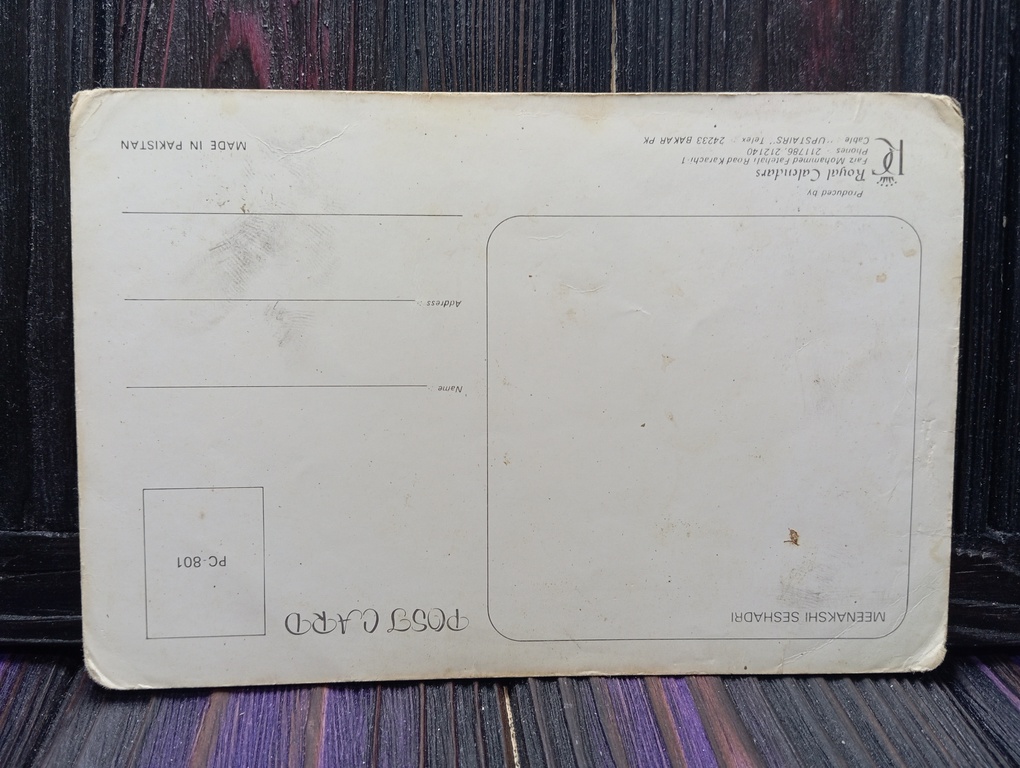 MEENAKSHI SESHADRI
POST CARD
PC-801
Name
Address
Produced by
RC Royal Calendars
Faiz Mohammed Fatehali Road Karachi-1
Phones : 211786, 212140
Cable : "UPSTAIRS" Telex : 24233 BAKAR PK
MADE IN PAKISTAN